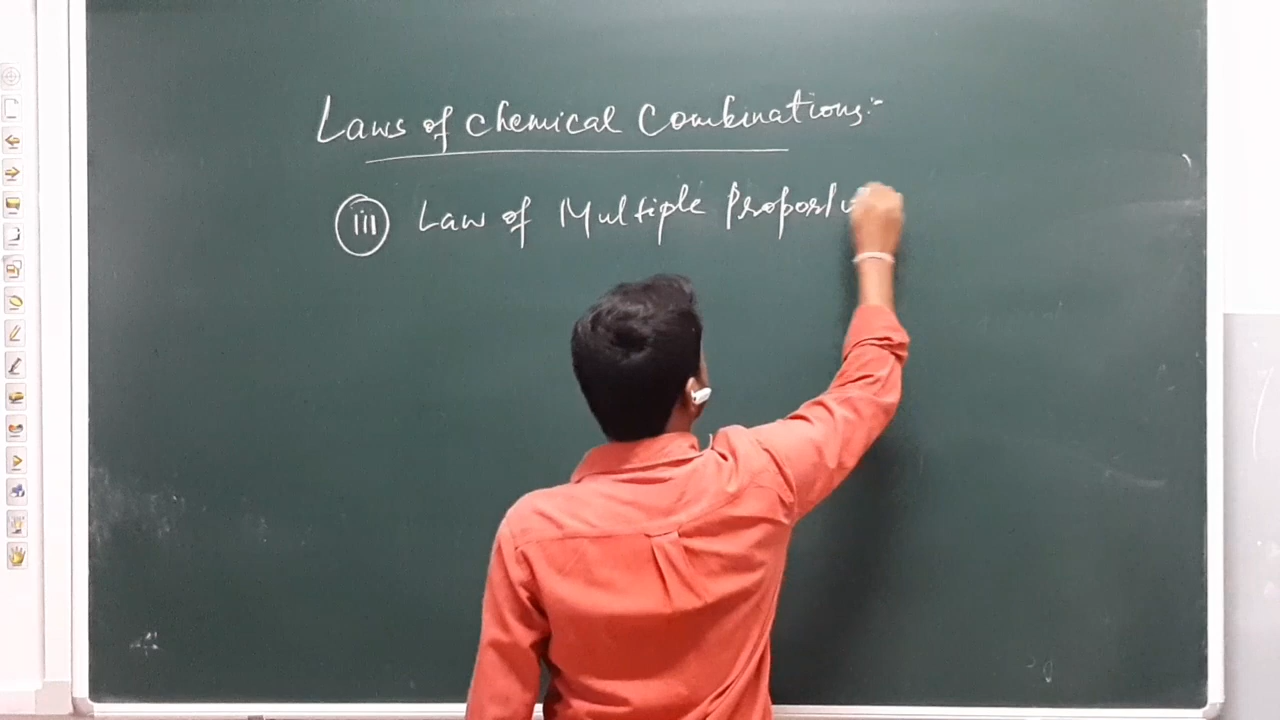 Laws of Chemical Combinations:-
(iii) Law of Multiple